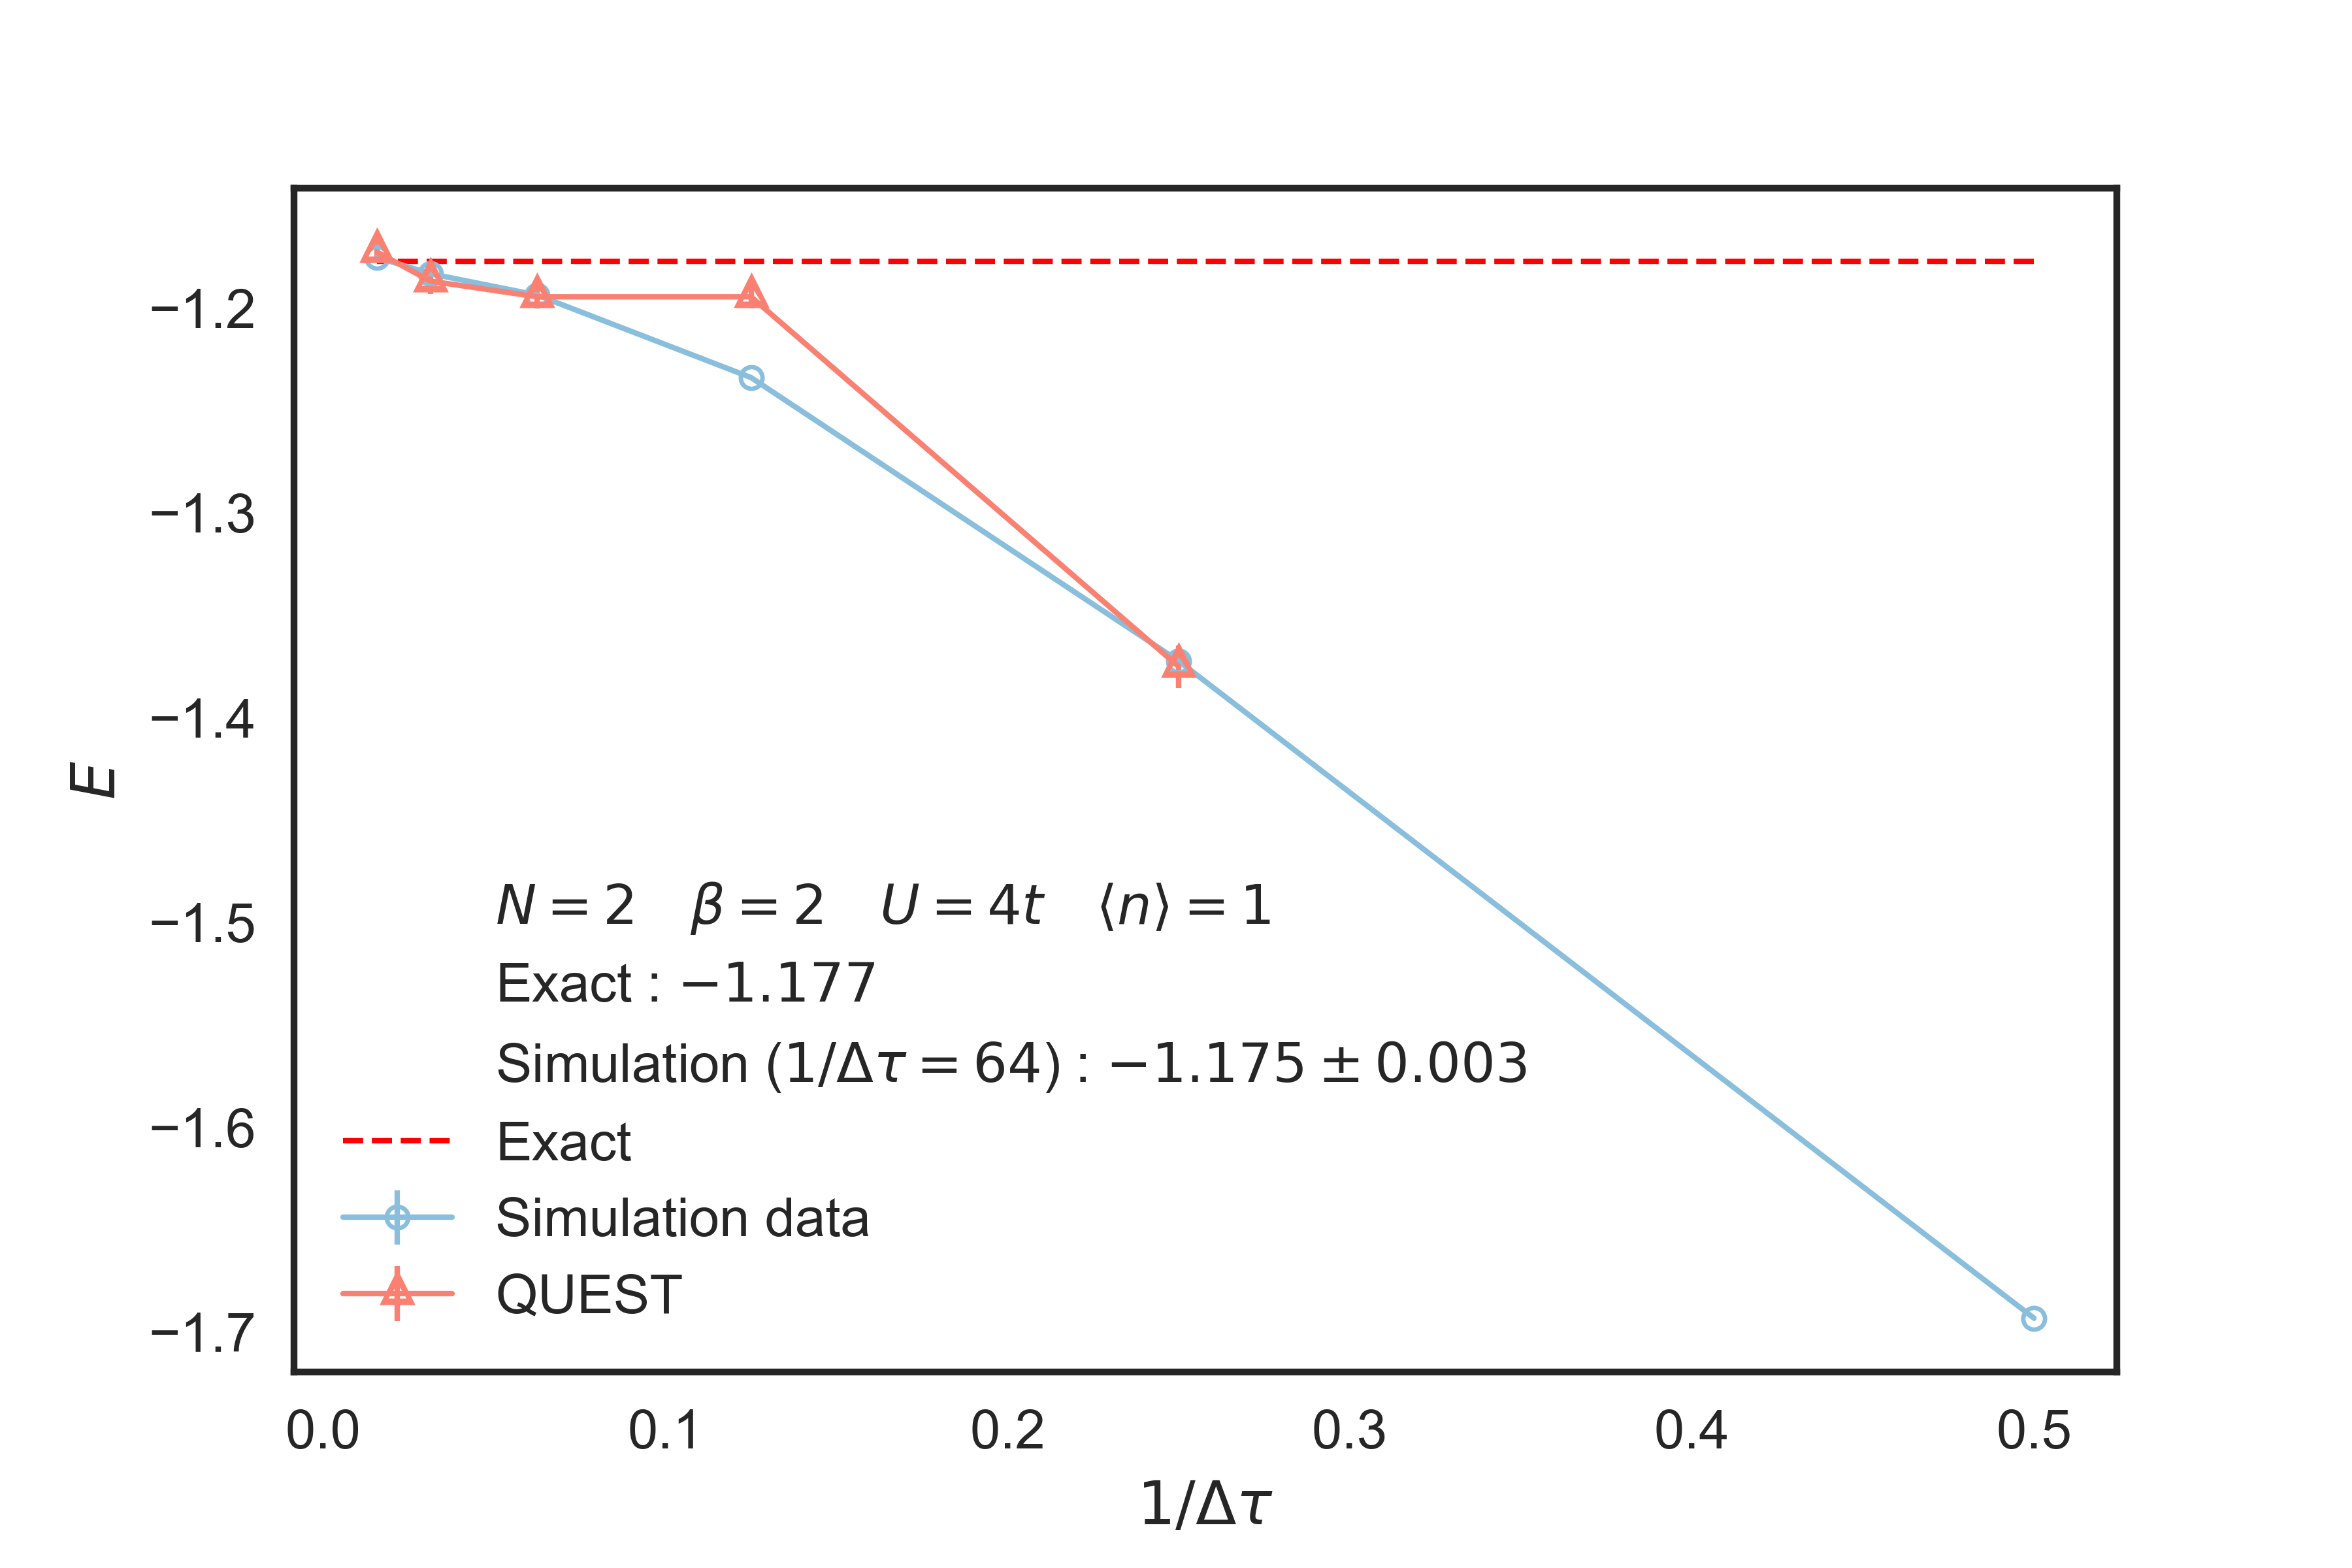 −1.2
−1.3
−1.4
−1.5
−1.6
−1.7
E
N = 2 β = 2 U = 4t ⟨n⟩ = 1
Exact : −1.177
Simulation (1/Δτ = 64) : −1.175 ± 0.003
Exact
Simulation data
QUEST
0.0 0.1 0.2 0.3 0.4 0.5
1/Δτ